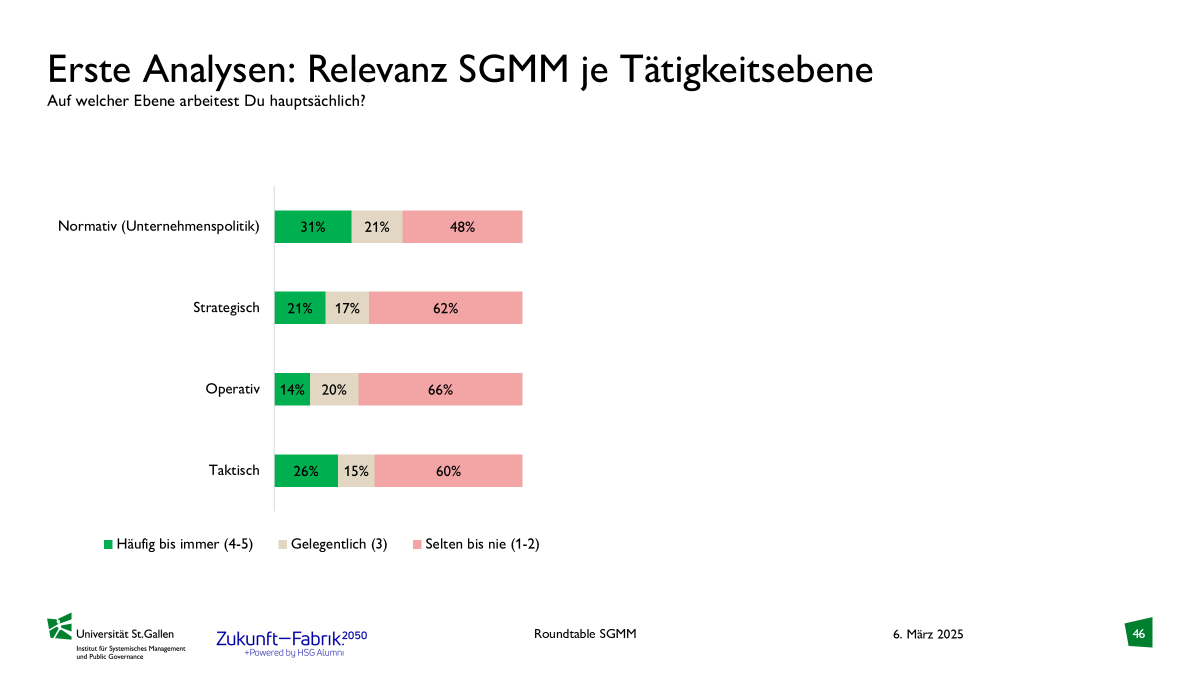 Erste Analysen: Relevanz SGMM je Tätigkeitsebene
Auf welcher Ebene arbeitest Du hauptsächlich?
Normativ (Unternehmenspolitik) 31% 21% 48%
Strategisch 21% 17% 62%
Operativ 14% 20% 66%
Taktisch 26% 15% 60%
Häufig bis immer (4-5) Gelegentlich (3) Selten bis nie (1-2)
Universität St.Gallen
Institut für Systemisches Management
und Public Governance
Zukunft—Fabrik.2050
+Powered by HSG Alumni
Roundtable SGMM
6. März 2025
46